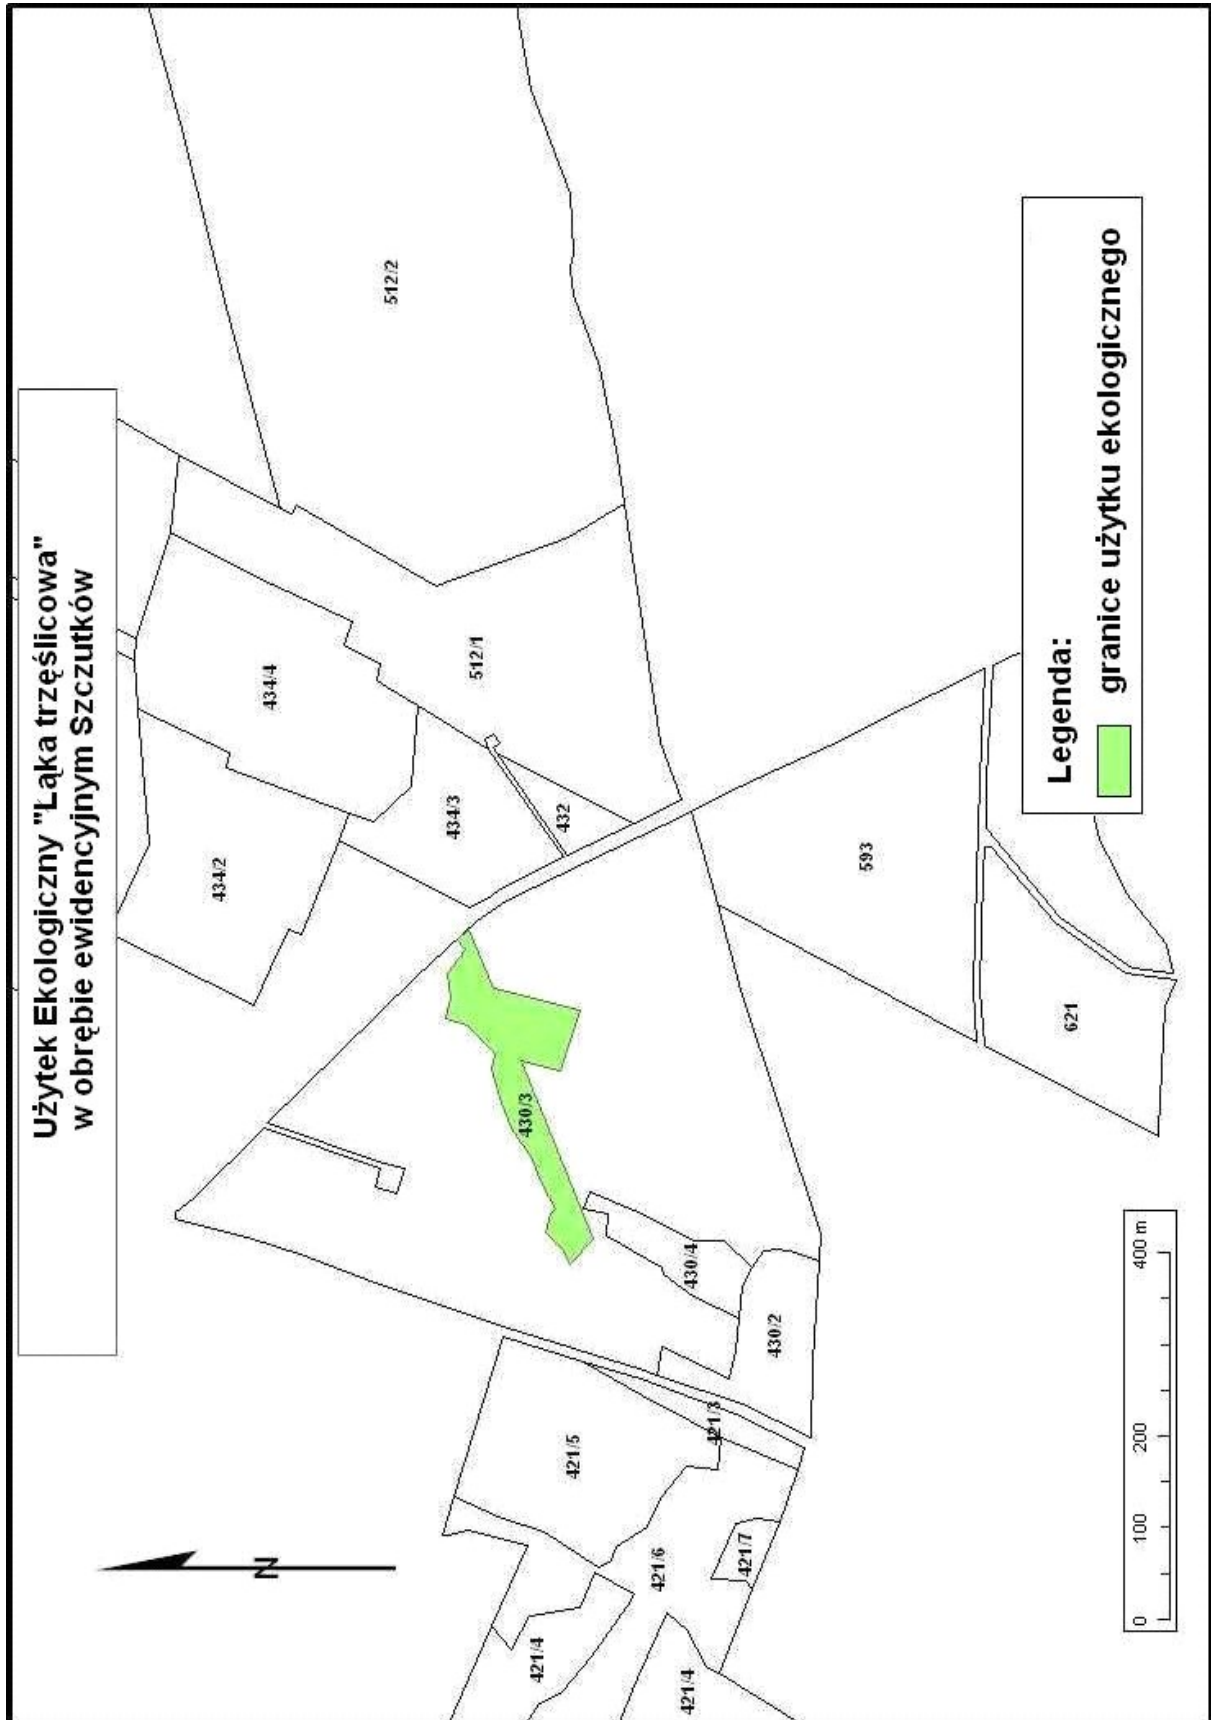 Użytek Ekologiczny "Łąka trzęślicowa"
w obrębie ewidencyjnym Szczutków
512/2
434/4
512/1
434/2
434/3
432
593
430/3
621
430/4
430/2
421/3
421/5
421/6
421/7
421/4
421/4
N
Legenda:
granice użytku ekologicznego
0 100 200 400 m